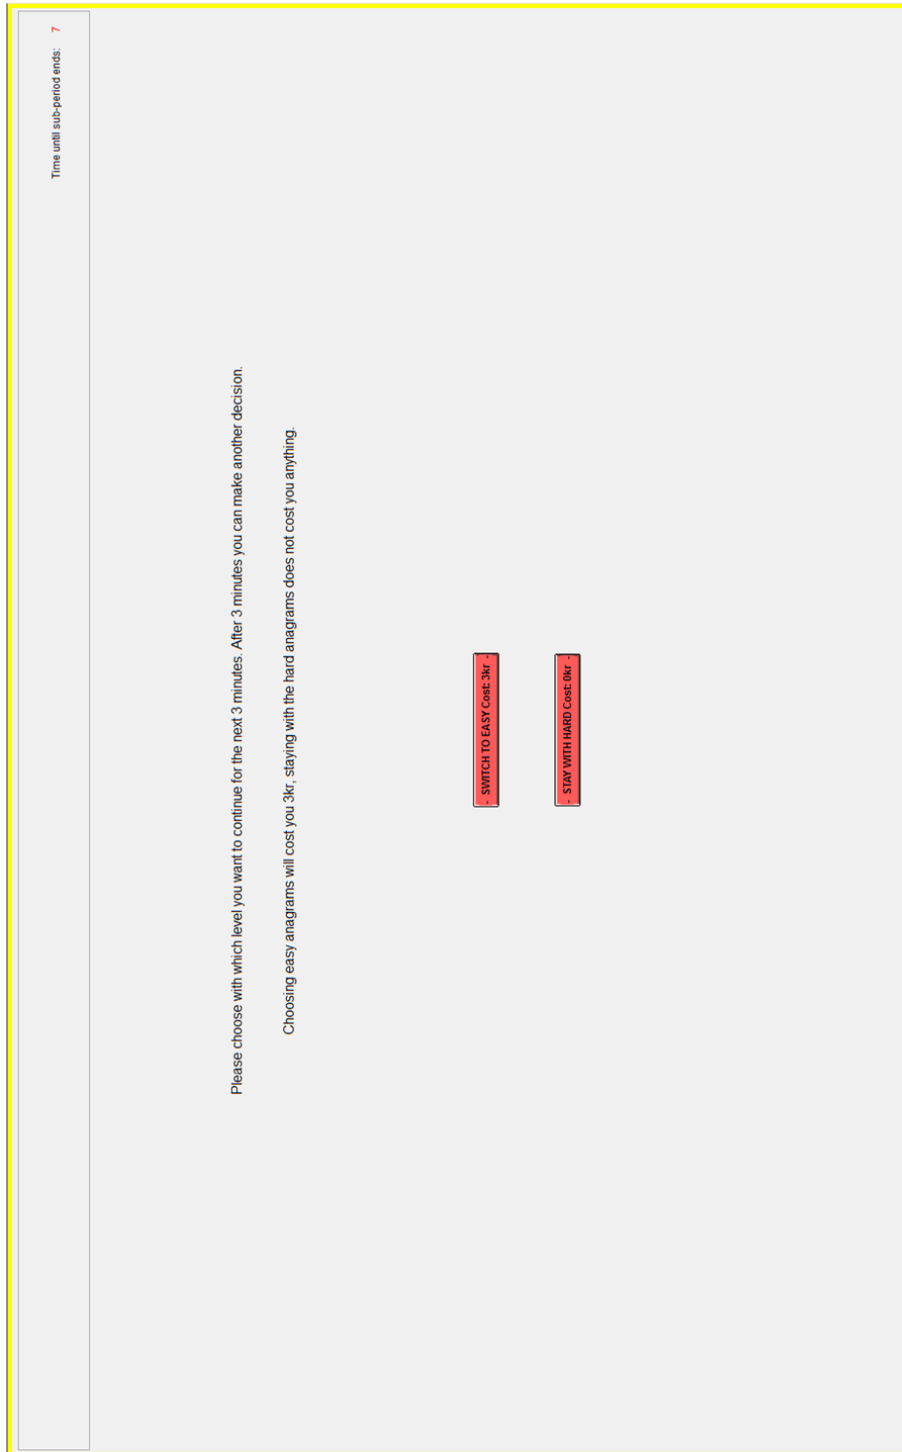 Time until sub-period ends: 7
Please choose with which level you want to continue for the next 3 minutes. After 3 minutes you can make another decision.
Choosing easy anagrams will cost you 3kr, staying with the hard anagrams does not cost you anything.
- SWITCH TO EASY Cost: 3kr -
- STAY WITH HARD Cost: 0kr -